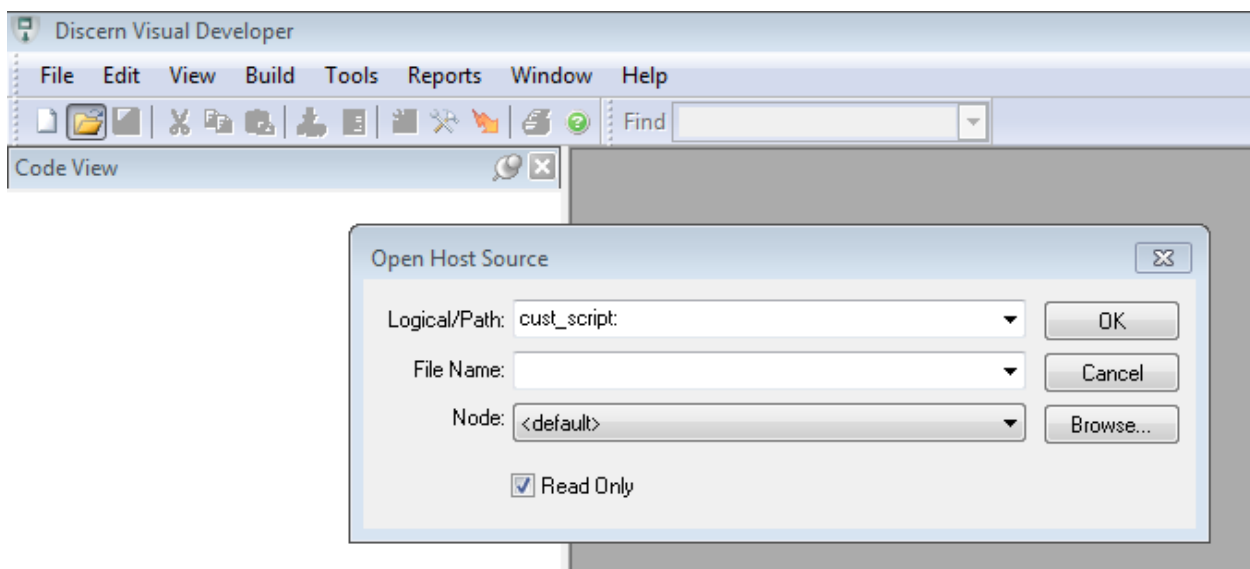 Discern Visual Developer
File Edit View Build Tools Reports Window Help
Find
Code View
Open Host Source
Logical/Path: cust_script: OK
File Name: Cancel
Node: <default> Browse...
Read Only